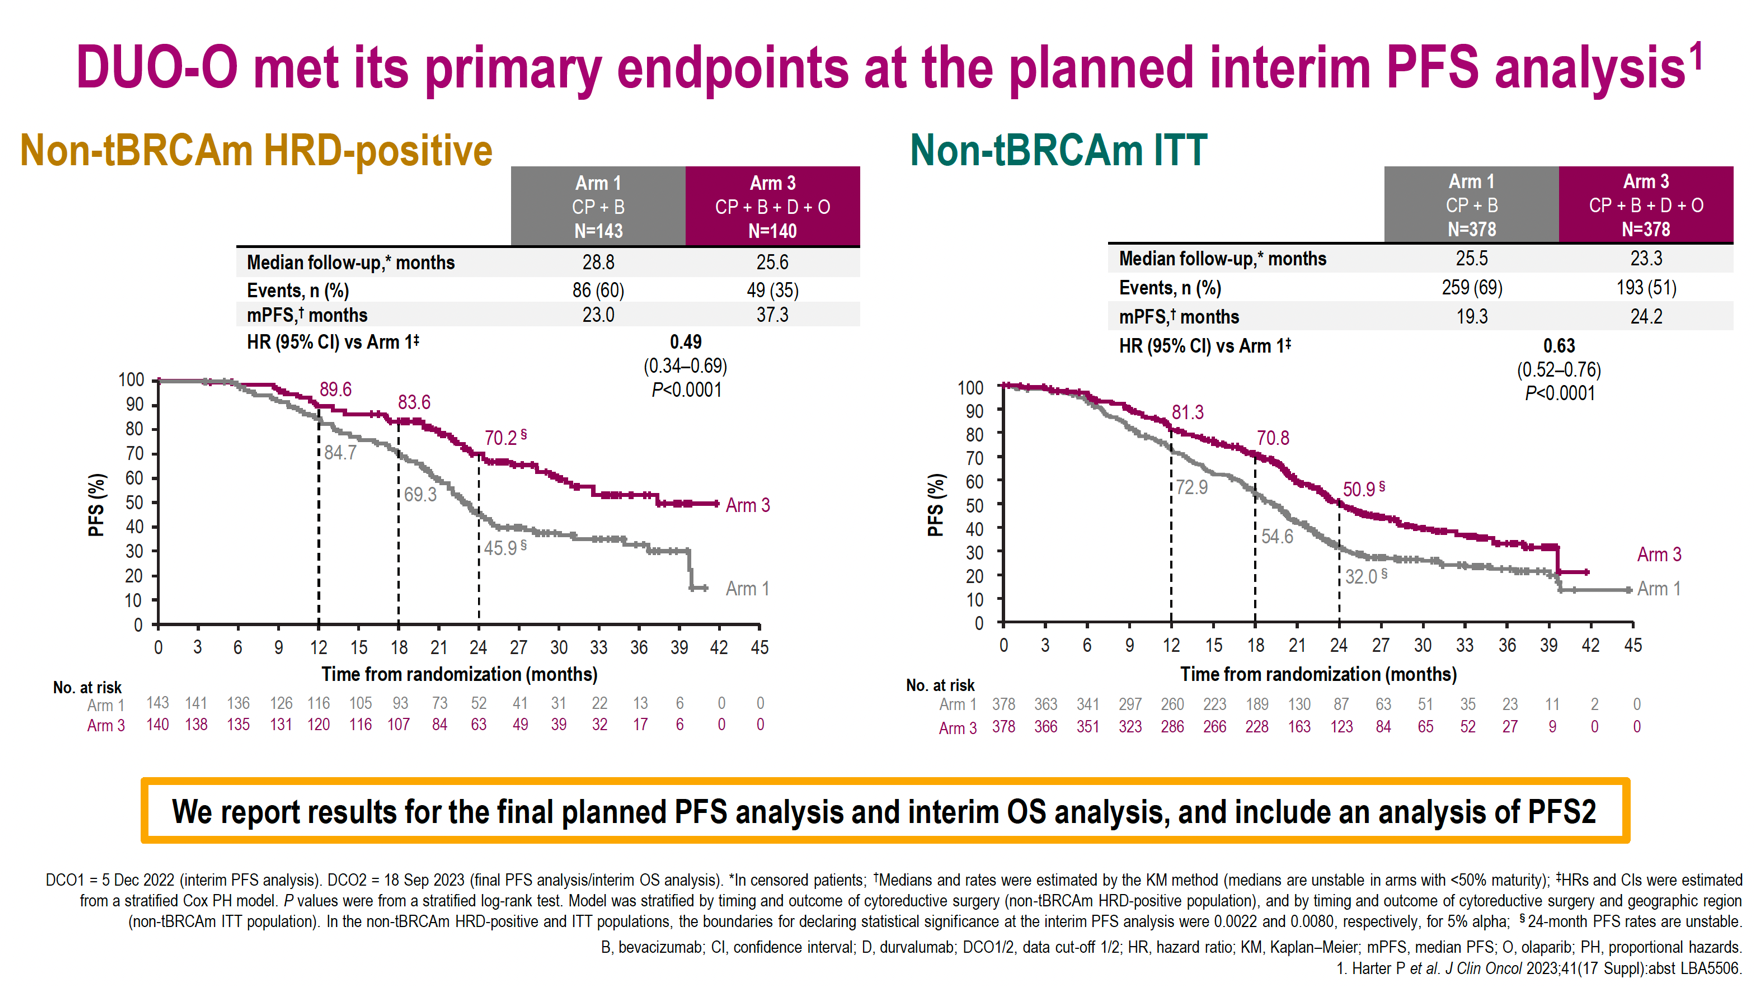 DUO-O met its primary endpoints at the planned interim PFS analysis¹
Non-tBRCAm HRD-positive
Arm 1
CP + B
N=143
Arm 3
CP + B + D + O
N=140
Median follow-up,* months 28.8 25.6
Events, n (%) 86 (60) 49 (35)
mPFS,† months 23.0 37.3
HR (95% CI) vs Arm 1‡ 0.49
(0.34–0.69)
P<0.0001
PFS (%)
100
90
80
70
60
50
40
30
20
10
0
89.6
83.6
70.2 §
84.7
69.3
45.9 §
Arm 3
Arm 1
0 3 6 9 12 15 18 21 24 27 30 33 36 39 42 45
Time from randomization (months)
No. at risk
Arm 1 143 141 136 126 116 105 93 73 52 41 31 22 13 6 0 0
Arm 3 140 138 135 131 120 116 107 84 63 49 39 32 17 6 0 0
Non-tBRCAm ITT
Arm 1
CP + B
N=378
Arm 3
CP + B + D + O
N=378
Median follow-up,* months 25.5 23.3
Events, n (%) 259 (69) 193 (51)
mPFS,† months 19.3 24.2
HR (95% CI) vs Arm 1‡ 0.63
(0.52–0.76)
P<0.0001
PFS (%)
100
90
80
70
60
50
40
30
20
10
0
81.3
70.8
50.9 §
72.9
54.6
32.0 §
Arm 3
Arm 1
0 3 6 9 12 15 18 21 24 27 30 33 36 39 42 45
Time from randomization (months)
No. at risk
Arm 1 378 363 341 297 260 223 189 130 87 63 51 35 23 11 2 0
Arm 3 378 366 351 323 286 266 228 163 123 84 65 52 27 9 0 0
We report results for the final planned PFS analysis and interim OS analysis, and include an analysis of PFS2
DCO1 = 5 Dec 2022 (interim PFS analysis). DCO2 = 18 Sep 2023 (final PFS analysis/interim OS analysis). *In censored patients; †Medians and rates were estimated by the KM method (medians are unstable in arms with <50% maturity); ‡HRs and CIs were estimated
from a stratified Cox PH model. P values were from a stratified log-rank test. Model was stratified by timing and outcome of cytoreductive surgery (non-tBRCAm HRD-positive population), and by timing and outcome of cytoreductive surgery and geographic region
(non-tBRCAm ITT population). In the non-tBRCAm HRD-positive and ITT populations, the boundaries for declaring statistical significance at the interim PFS analysis were 0.0022 and 0.0080, respectively, for 5% alpha; § 24-month PFS rates are unstable.
B, bevacizumab; CI, confidence interval; D, durvalumab; DCO1/2, data cut-off 1/2; HR, hazard ratio; KM, Kaplan–Meier; mPFS, median PFS; O, olaparib; PH, proportional hazards.
1. Harter P et al. J Clin Oncol 2023;41(17 Suppl):abst LBA5506.